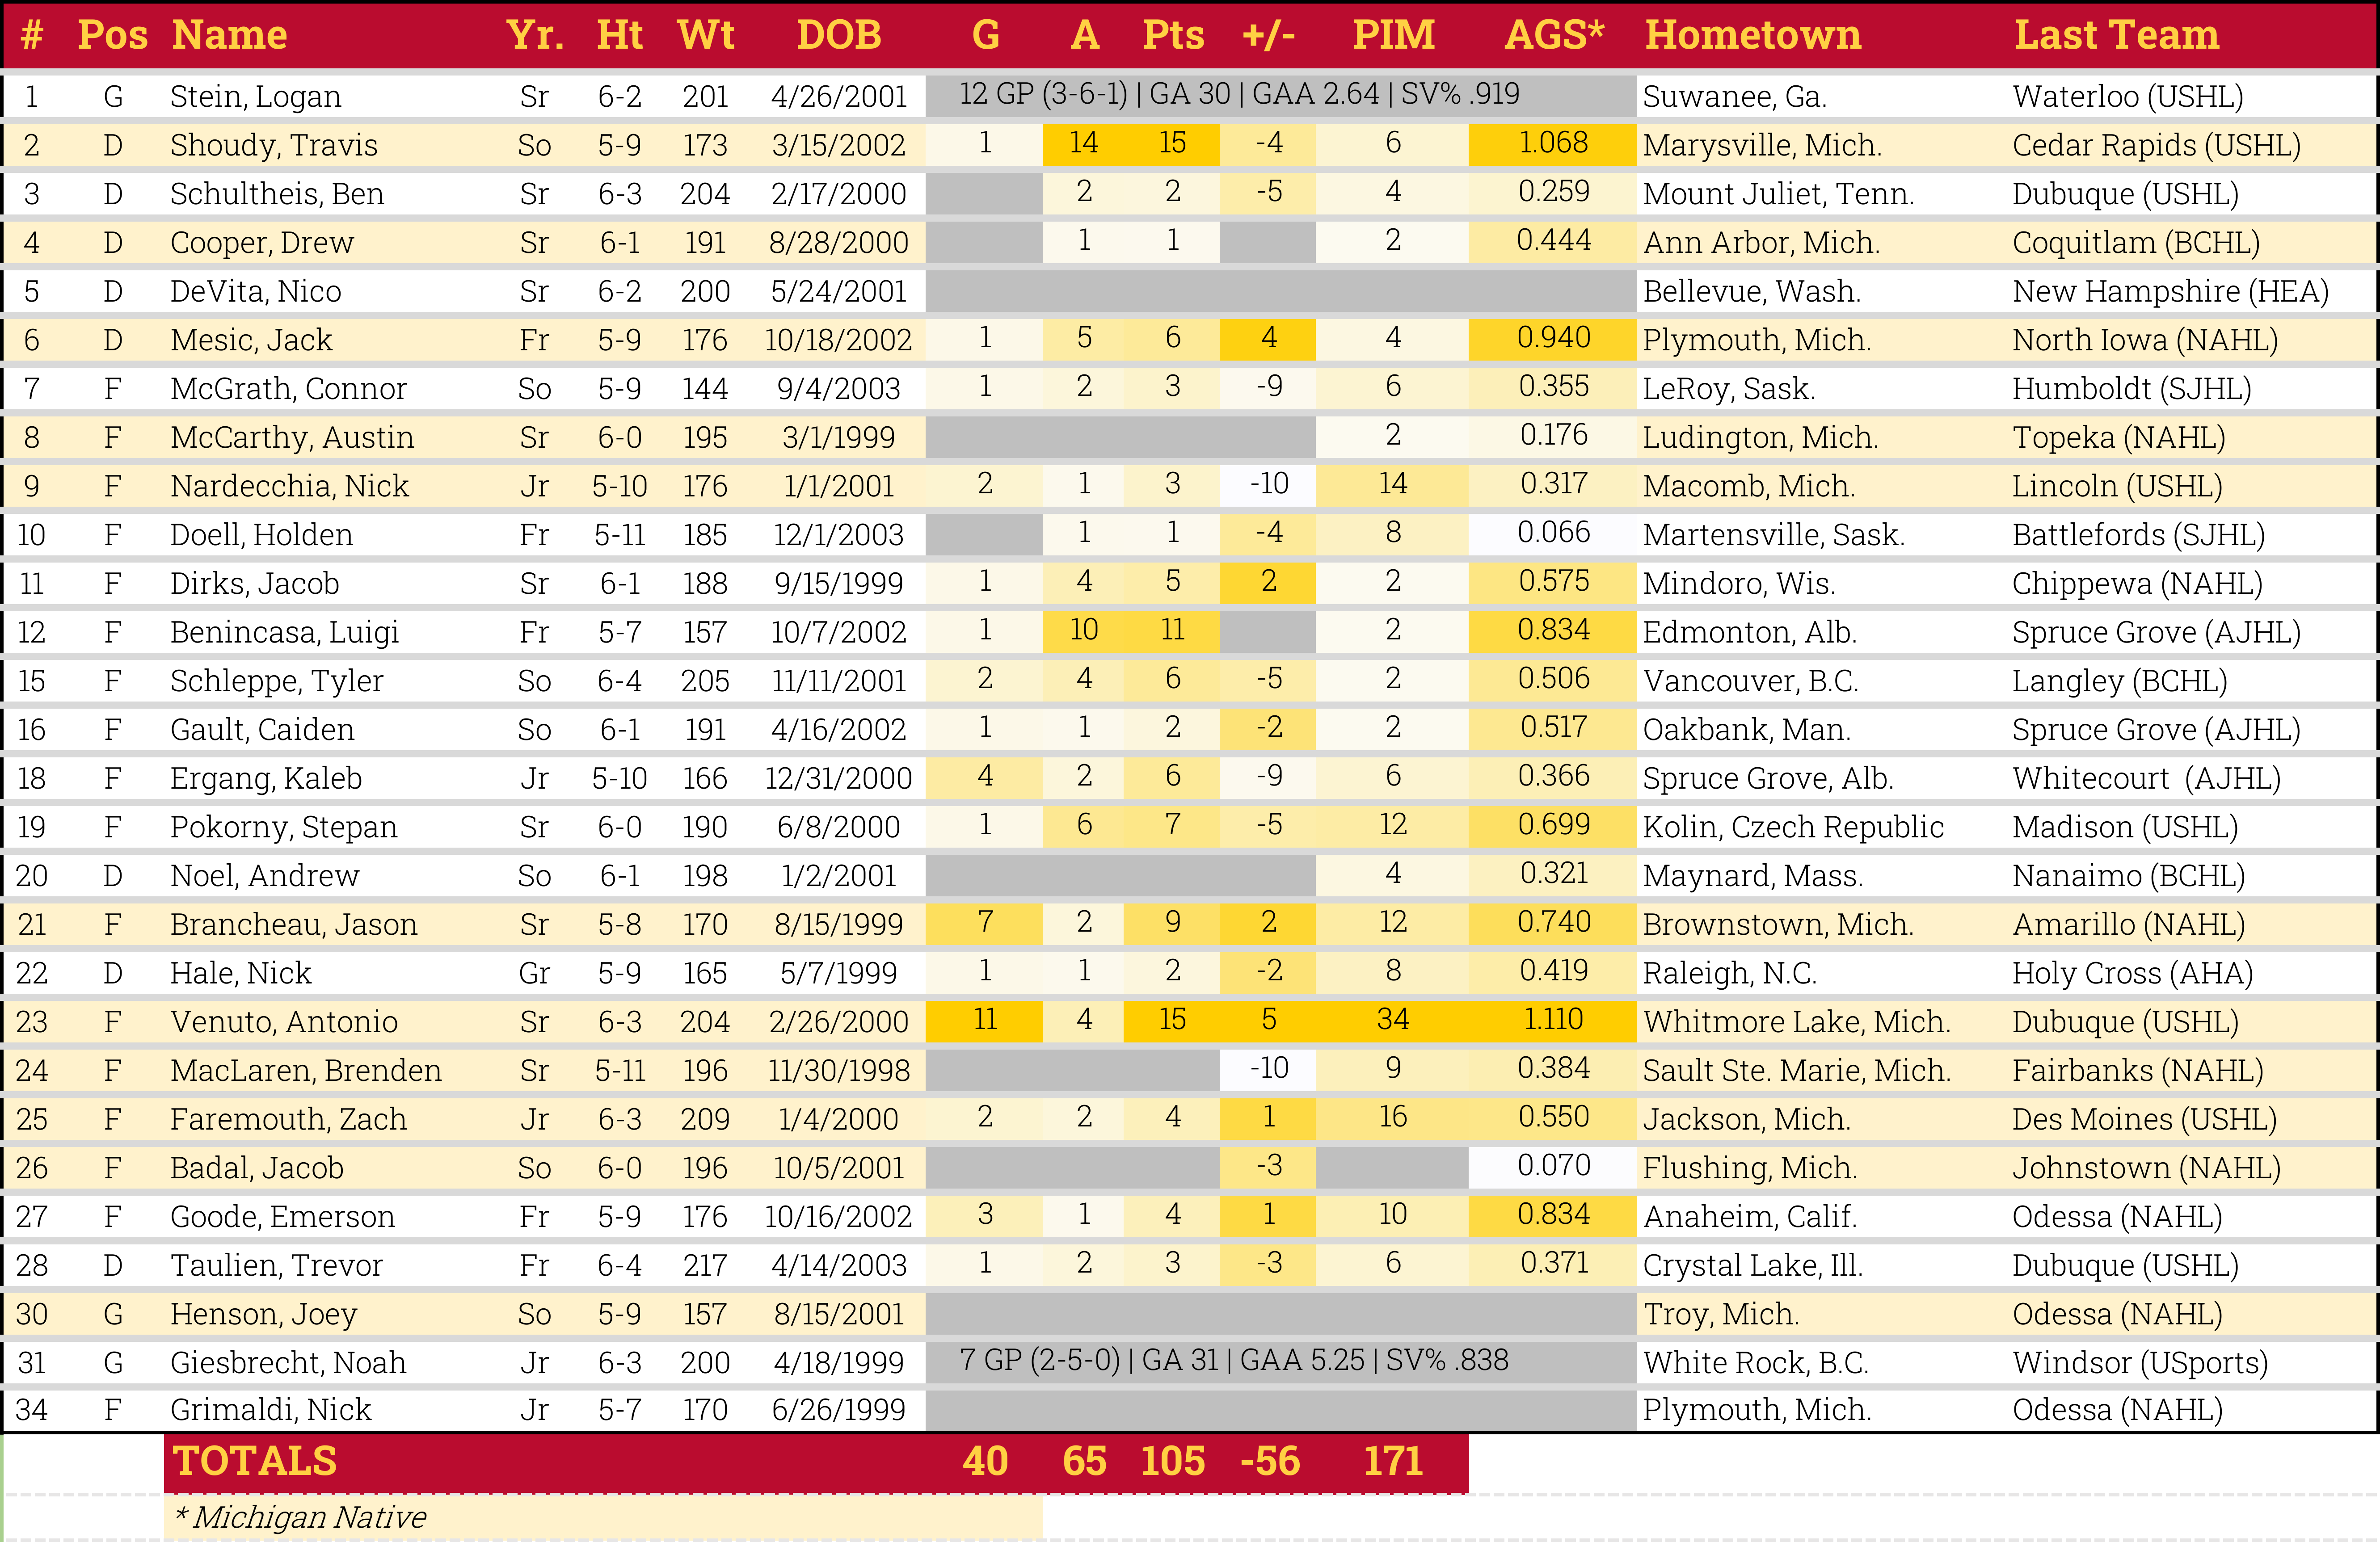 # Pos Name Yr. Ht Wt DOB G A Pts +/- PIM AGS* Hometown Last Team
1 G Stein, Logan Sr 6-2 201 4/26/2001 12 GP (3-6-1) | GA 30 | GAA 2.64 | SV% .919 Suwanee, Ga. Waterloo (USHL)
2 D Shoudy, Travis So 5-9 173 3/15/2002 1 14 15 -4 6 1.068 Marysville, Mich. Cedar Rapids (USHL)
3 D Schultheis, Ben Sr 6-3 204 2/17/2000 2 2 -5 4 0.259 Mount Juliet, Tenn. Dubuque (USHL)
4 D Cooper, Drew Sr 6-1 191 8/28/2000 1 1 2 0.444 Ann Arbor, Mich. Coquitlam (BCHL)
5 D DeVita, Nico Sr 6-2 200 5/24/2001 Bellevue, Wash. New Hampshire (HEA)
6 D Mesic, Jack Fr 5-9 176 10/18/2002 1 5 6 4 4 0.940 Plymouth, Mich. North Iowa (NAHL)
7 F McGrath, Connor So 5-9 144 9/4/2003 1 2 3 -9 6 0.355 LeRoy, Sask. Humboldt (SJHL)
8 F McCarthy, Austin Sr 6-0 195 3/1/1999 2 0.176 Ludington, Mich. Topeka (NAHL)
9 F Nardecchia, Nick Jr 5-10 176 1/1/2001 2 1 3 -10 14 0.317 Macomb, Mich. Lincoln (USHL)
10 F Doell, Holden Fr 5-11 185 12/1/2003 1 1 -4 8 0.066 Martensville, Sask. Battlefords (SJHL)
11 F Dirks, Jacob Sr 6-1 188 9/15/1999 1 4 5 2 2 0.575 Mindoro, Wis. Chippewa (NAHL)
12 F Benincasa, Luigi Fr 5-7 157 10/7/2002 1 10 11 2 0.834 Edmonton, Alb. Spruce Grove (AJHL)
15 F Schleppe, Tyler So 6-4 205 11/11/2001 2 4 6 -5 2 0.506 Vancouver, B.C. Langley (BCHL)
16 F Gault, Caiden So 6-1 191 4/16/2002 1 1 2 -2 2 0.517 Oakbank, Man. Spruce Grove (AJHL)
18 F Ergang, Kaleb Jr 5-10 166 12/31/2000 4 2 6 -9 6 0.366 Spruce Grove, Alb. Whitecourt (AJHL)
19 F Pokorny, Stepan Sr 6-0 190 6/8/2000 1 6 7 -5 12 0.699 Kolin, Czech Republic Madison (USHL)
20 D Noel, Andrew So 6-1 198 1/2/2001 4 0.321 Maynard, Mass. Nanaimo (BCHL)
21 F Brancheau, Jason Sr 5-8 170 8/15/1999 7 2 9 2 12 0.740 Brownstown, Mich. Amarillo (NAHL)
22 D Hale, Nick Gr 5-9 165 5/7/1999 1 1 2 -2 8 0.419 Raleigh, N.C. Holy Cross (AHA)
23 F Venuto, Antonio Sr 6-3 204 2/26/2000 11 4 15 5 34 1.110 Whitmore Lake, Mich. Dubuque (USHL)
24 F MacLaren, Brenden Sr 5-11 196 11/30/1998 -10 9 0.384 Sault Ste. Marie, Mich. Fairbanks (NAHL)
25 F Faremouth, Zach Jr 6-3 209 1/4/2000 2 2 4 1 16 0.550 Jackson, Mich. Des Moines (USHL)
26 F Badal, Jacob So 6-0 196 10/5/2001 -3 0.070 Flushing, Mich. Johnstown (NAHL)
27 F Goode, Emerson Fr 5-9 176 10/16/2002 3 1 4 1 10 0.834 Anaheim, Calif. Odessa (NAHL)
28 D Taulien, Trevor Fr 6-4 217 4/14/2003 1 2 3 -3 6 0.371 Crystal Lake, Ill. Dubuque (USHL)
30 G Henson, Joey So 5-9 157 8/15/2001 Troy, Mich. Odessa (NAHL)
31 G Giesbrecht, Noah Jr 6-3 200 4/18/1999 7 GP (2-5-0) | GA 31 | GAA 5.25 | SV% .838 White Rock, B.C. Windsor (USports)
34 F Grimaldi, Nick Jr 5-7 170 6/26/1999 Plymouth, Mich. Odessa (NAHL)
TOTALS 40 65 105 -56 171
* Michigan Native